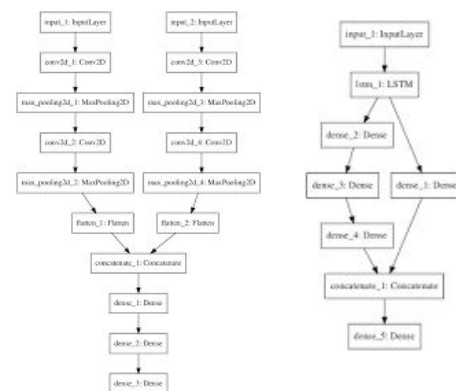 input_1: InputLayer
input_2: InputLayer
conv2d_1: Conv2D
conv2d_3: Conv2D
max_pooling2d_1: MaxPooling2D
max_pooling2d_3: MaxPooling2D
conv2d_2: Conv2D
conv2d_4: Conv2D
max_pooling2d_2: MaxPooling2D
max_pooling2d_4: MaxPooling2D
flatten_1: Flatten
flatten_2: Flatten
concatenate_1: Concatenate
dense_1: Dense
dense_2: Dense
dense_3: Dense
input_1: InputLayer
lstm_1: LSTM
dense_2: Dense
dense_3: Dense
dense_1: Dense
dense_4: Dense
concatenate_1: Concatenate
dense_5: Dense